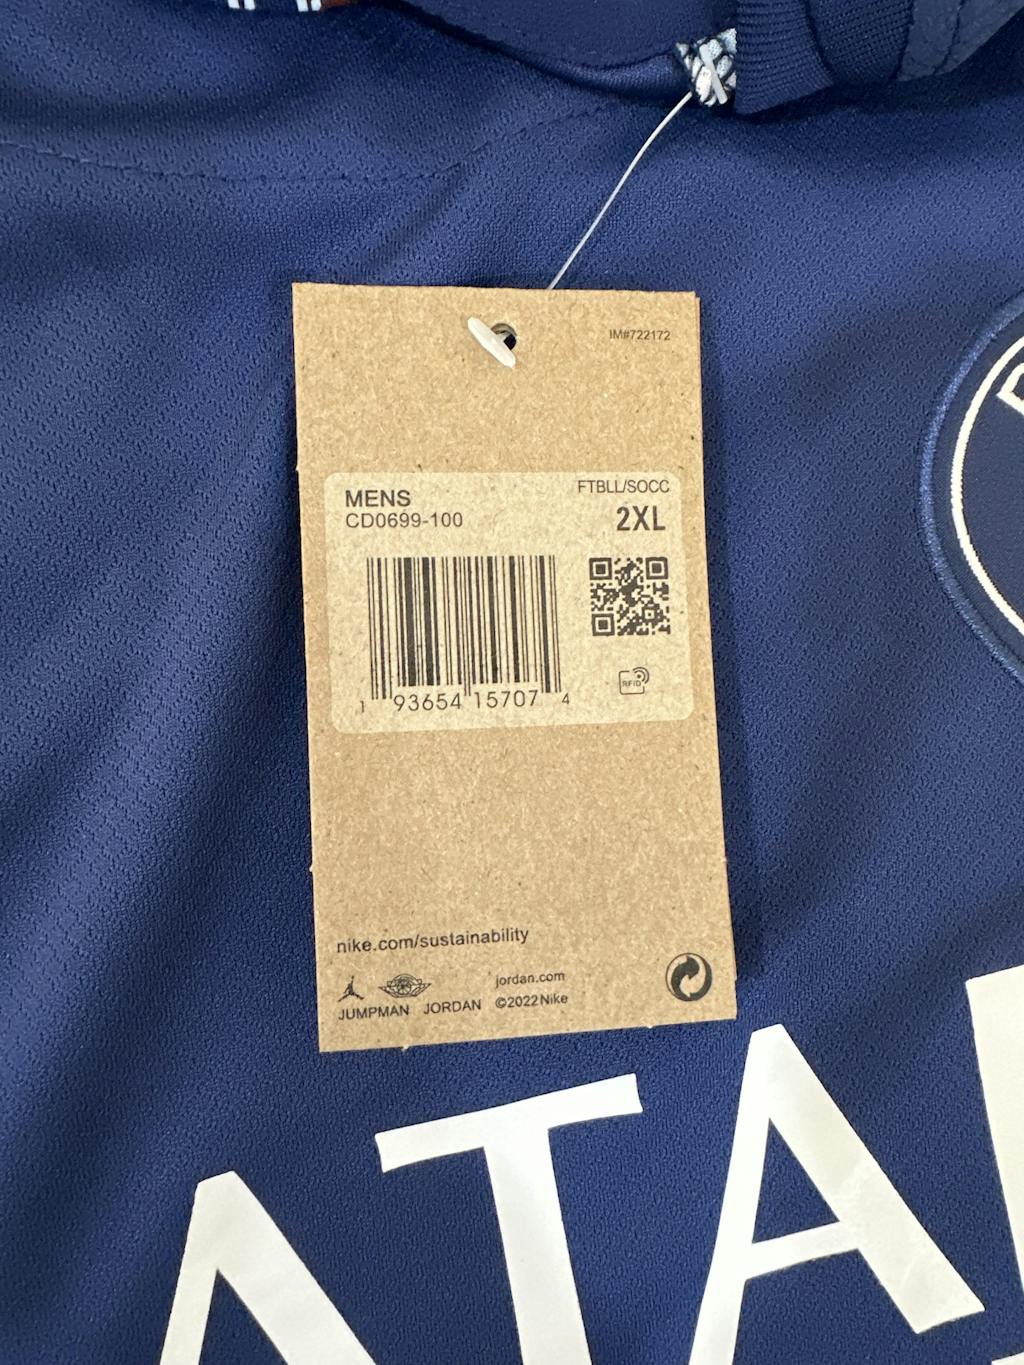 IM#722172
FTBLL/SOCC
MENS
CD0699-100
2XL
RFID
1 93654 15707 4
nike.com/sustainability
jordan.com
JUMPMAN JORDAN ©2022 Nike
ATA